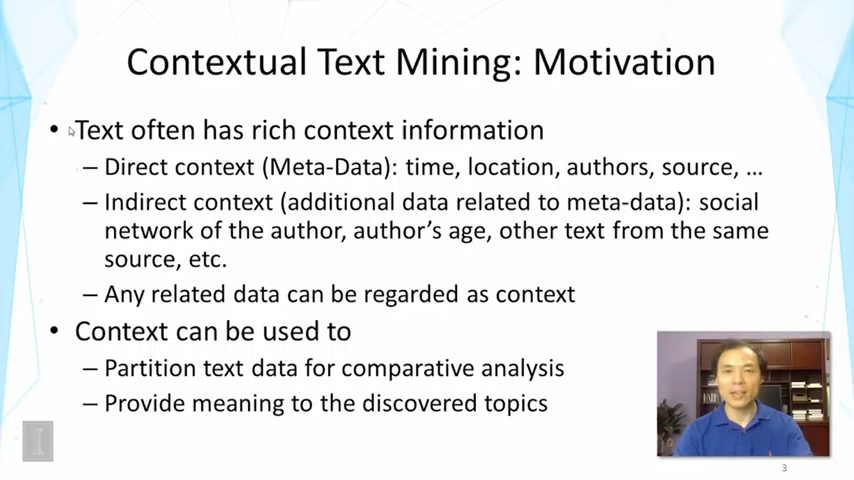 Contextual Text Mining: Motivation
• Text often has rich context information
– Direct context (Meta-Data): time, location, authors, source, …
– Indirect context (additional data related to meta-data): social
network of the author, author's age, other text from the same
source, etc.
– Any related data can be regarded as context
• Context can be used to
– Partition text data for comparative analysis
– Provide meaning to the discovered topics
I
3